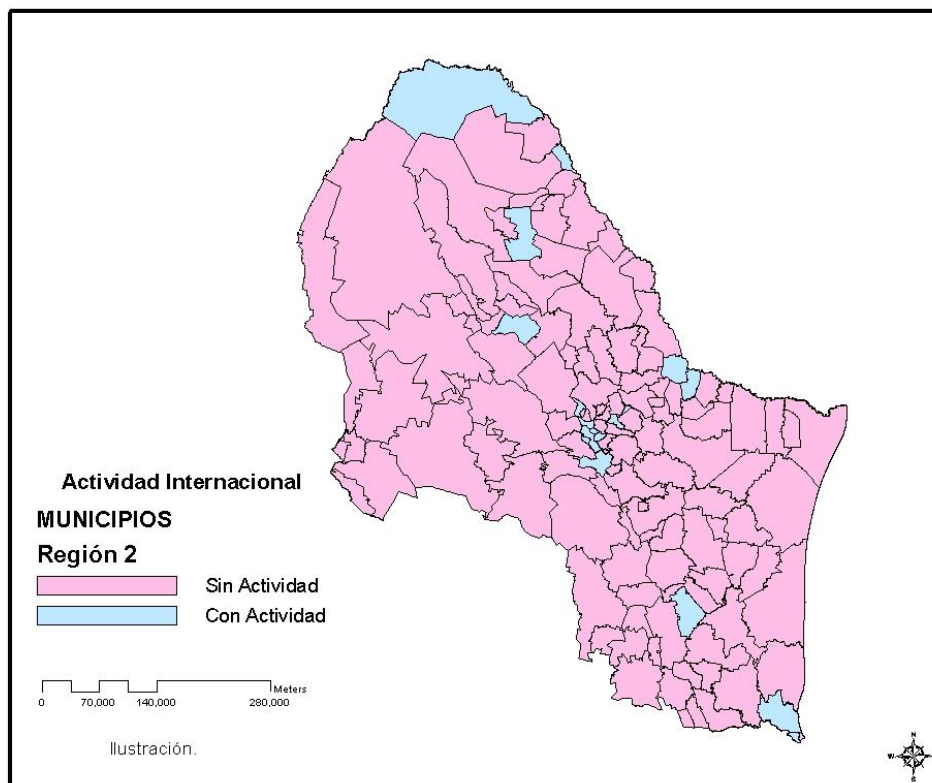 Actividad Internacional
MUNICIPIOS
Región 2
Sin Actividad
Con Actividad
Meters
0 70,000 140,000 280,000
Ilustración.
N
W E
S